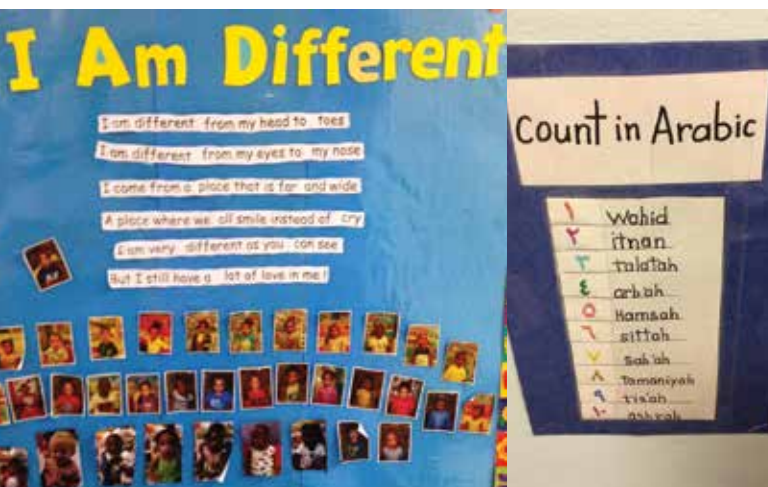 I Am Different
I am different from my head to toes
I am different from my eyes to my nose
I come from a place that is far and wide
A place where we all smile instead of cry
I am very different as you can see
But I still have a lot of love in me!
Count in Arabic
١ Wahid
٢ itnan
٣ talatah
٤ arb'ah
٥ Hamsah
٦ sittah
٧ sab'ah
٨ Tamaniyah
٩ tis'ah
١٠ ashrah